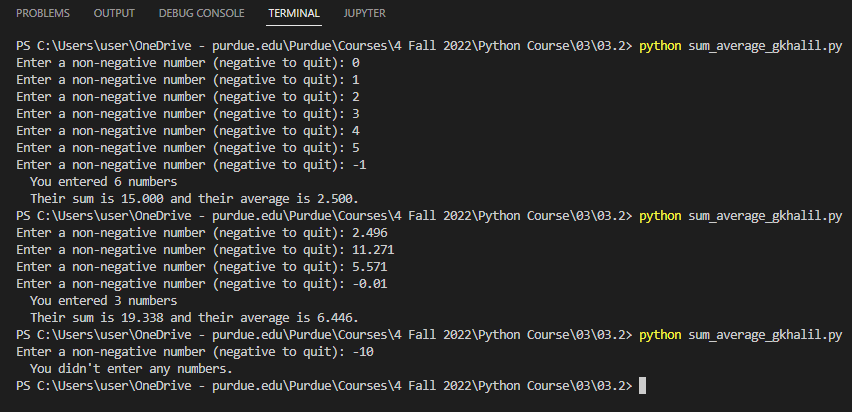 PROBLEMS OUTPUT DEBUG CONSOLE TERMINAL JUPYTER
PS C:\Users\user\OneDrive - purdue.edu\Purdue\Courses\4 Fall 2022\Python Course\03\03.2> python sum_average_gkhalil.py
Enter a non-negative number (negative to quit): 0
Enter a non-negative number (negative to quit): 1
Enter a non-negative number (negative to quit): 2
Enter a non-negative number (negative to quit): 3
Enter a non-negative number (negative to quit): 4
Enter a non-negative number (negative to quit): 5
Enter a non-negative number (negative to quit): -1
  You entered 6 numbers
  Their sum is 15.000 and their average is 2.500.
PS C:\Users\user\OneDrive - purdue.edu\Purdue\Courses\4 Fall 2022\Python Course\03\03.2> python sum_average_gkhalil.py
Enter a non-negative number (negative to quit): 2.496
Enter a non-negative number (negative to quit): 11.271
Enter a non-negative number (negative to quit): 5.571
Enter a non-negative number (negative to quit): -0.01
  You entered 3 numbers
  Their sum is 19.338 and their average is 6.446.
PS C:\Users\user\OneDrive - purdue.edu\Purdue\Courses\4 Fall 2022\Python Course\03\03.2> python sum_average_gkhalil.py
Enter a non-negative number (negative to quit): -10
  You didn't enter any numbers.
PS C:\Users\user\OneDrive - purdue.edu\Purdue\Courses\4 Fall 2022\Python Course\03\03.2>